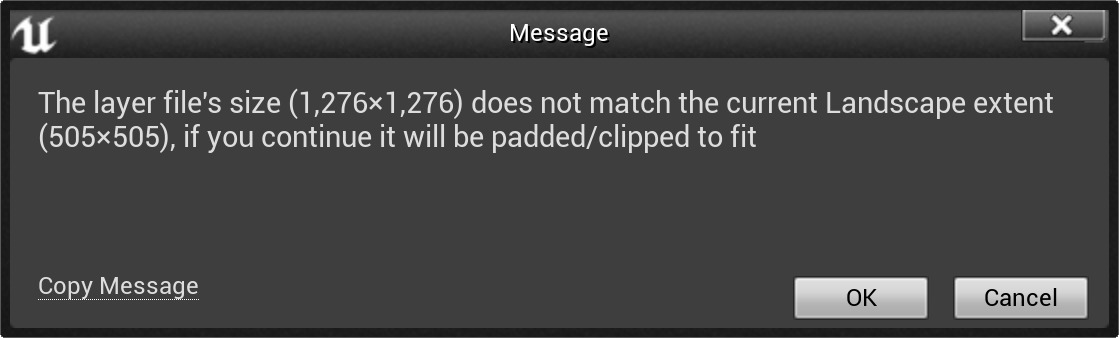 Message
The layer file's size (1,276×1,276) does not match the current Landscape extent
(505×505), if you continue it will be padded/clipped to fit
Copy Message
OK
Cancel